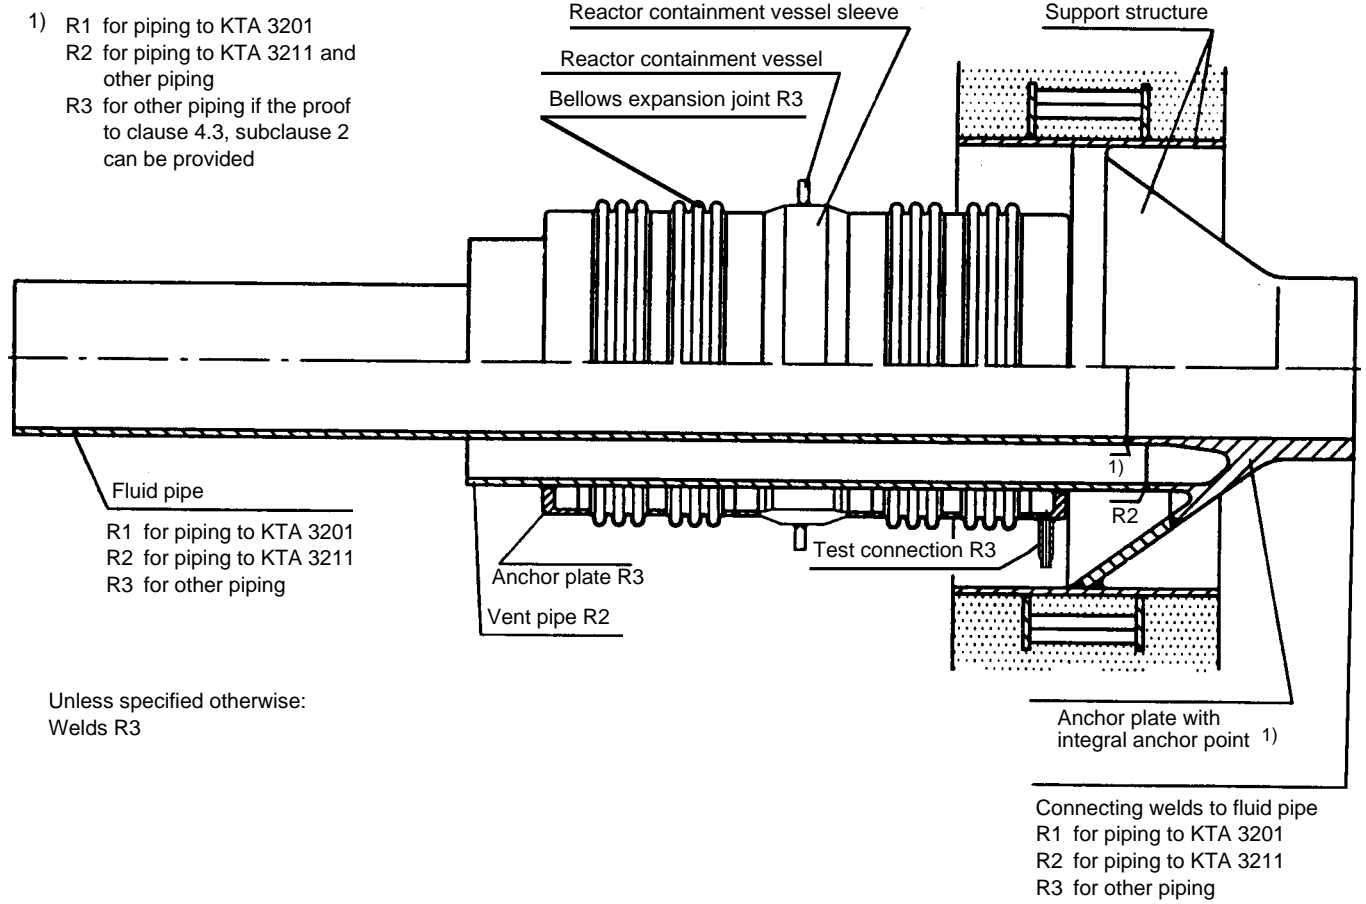 1) R1 for piping to KTA 3201
R2 for piping to KTA 3211 and
other piping
R3 for other piping if the proof
to clause 4.3, subclause 2
can be provided
Reactor containment vessel sleeve
Reactor containment vessel
Bellows expansion joint R3
Support structure
1)
R2
Fluid pipe
R1 for piping to KTA 3201
R2 for piping to KTA 3211
R3 for other piping
Test connection R3
Anchor plate R3
Vent pipe R2
Unless specified otherwise:
Welds R3
Anchor plate with
integral anchor point 1)
Connecting welds to fluid pipe
R1 for piping to KTA 3201
R2 for piping to KTA 3211
R3 for other piping